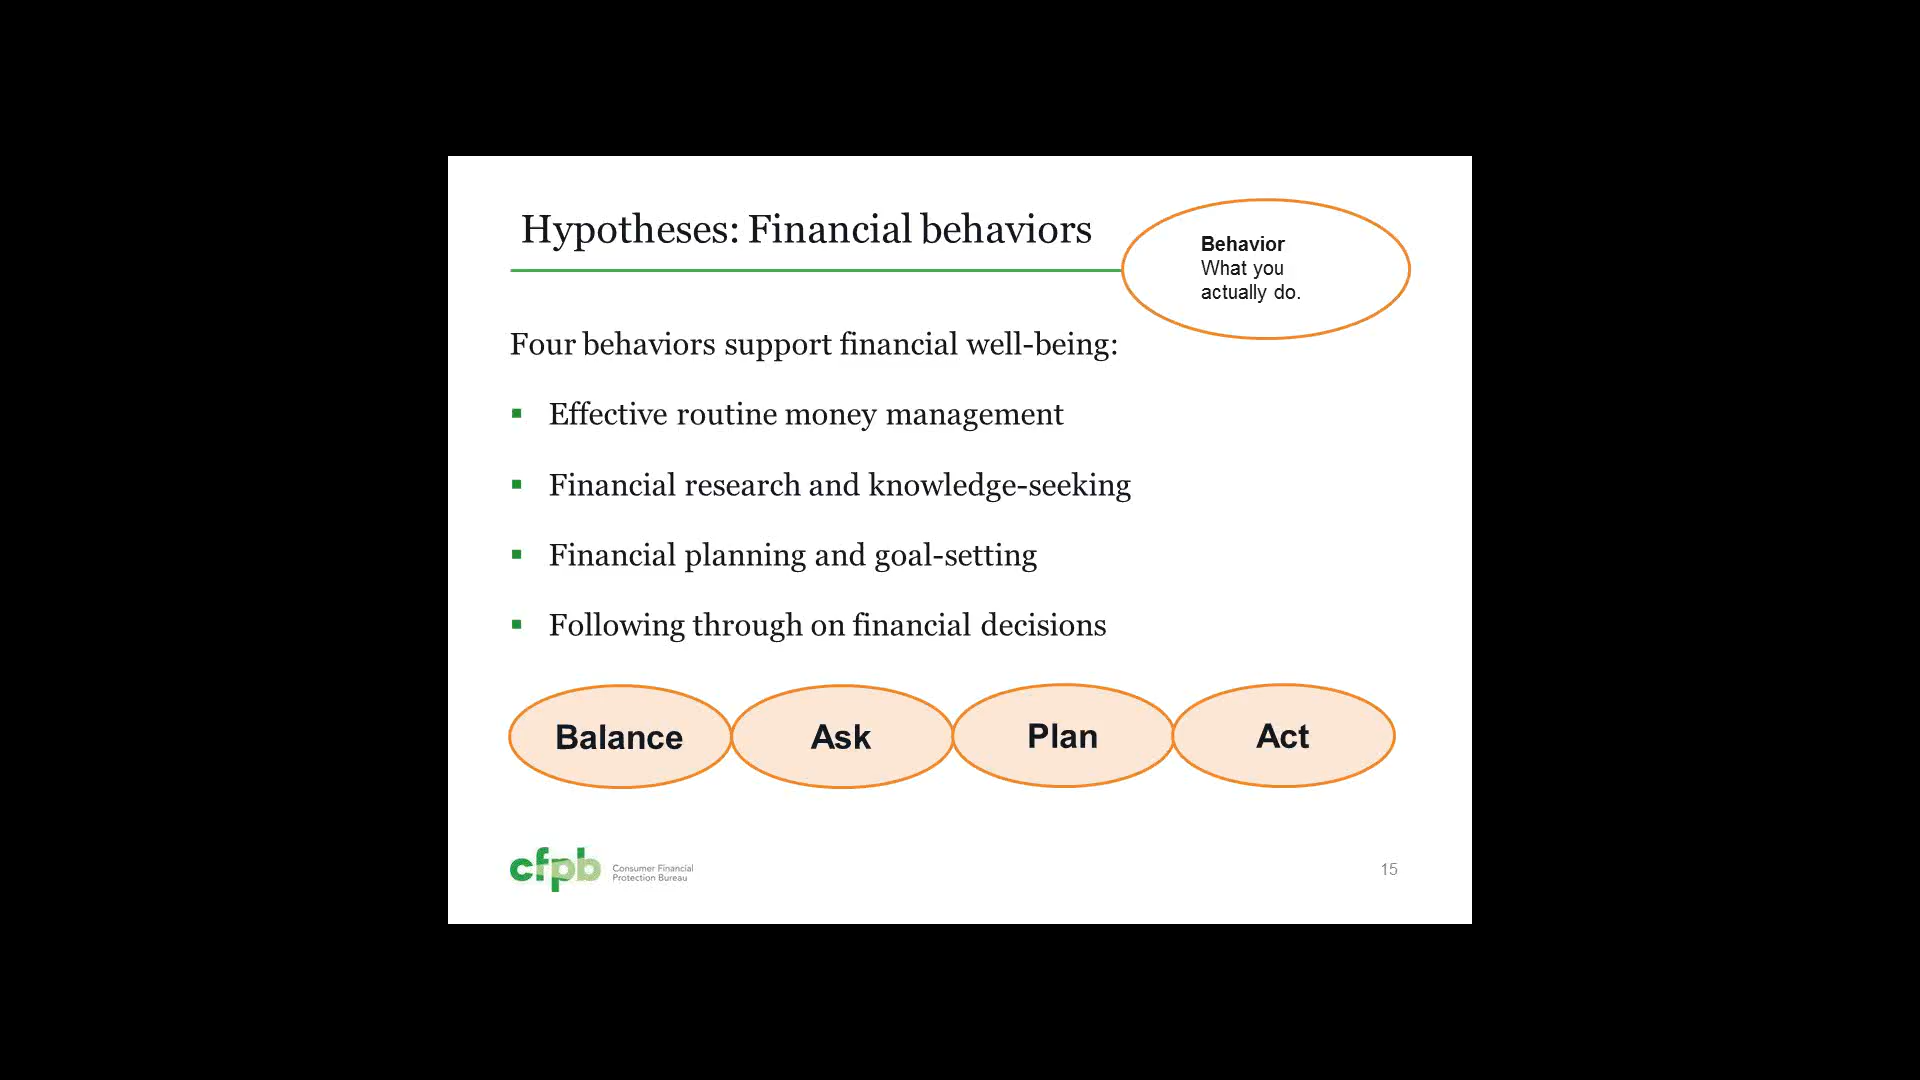 Hypotheses: Financial behaviors
Behavior
What you
actually do.
Four behaviors support financial well-being:
▪ Effective routine money management
▪ Financial research and knowledge-seeking
▪ Financial planning and goal-setting
▪ Following through on financial decisions
Balance Ask Plan Act
cfpb Consumer Financial
Protection Bureau
15